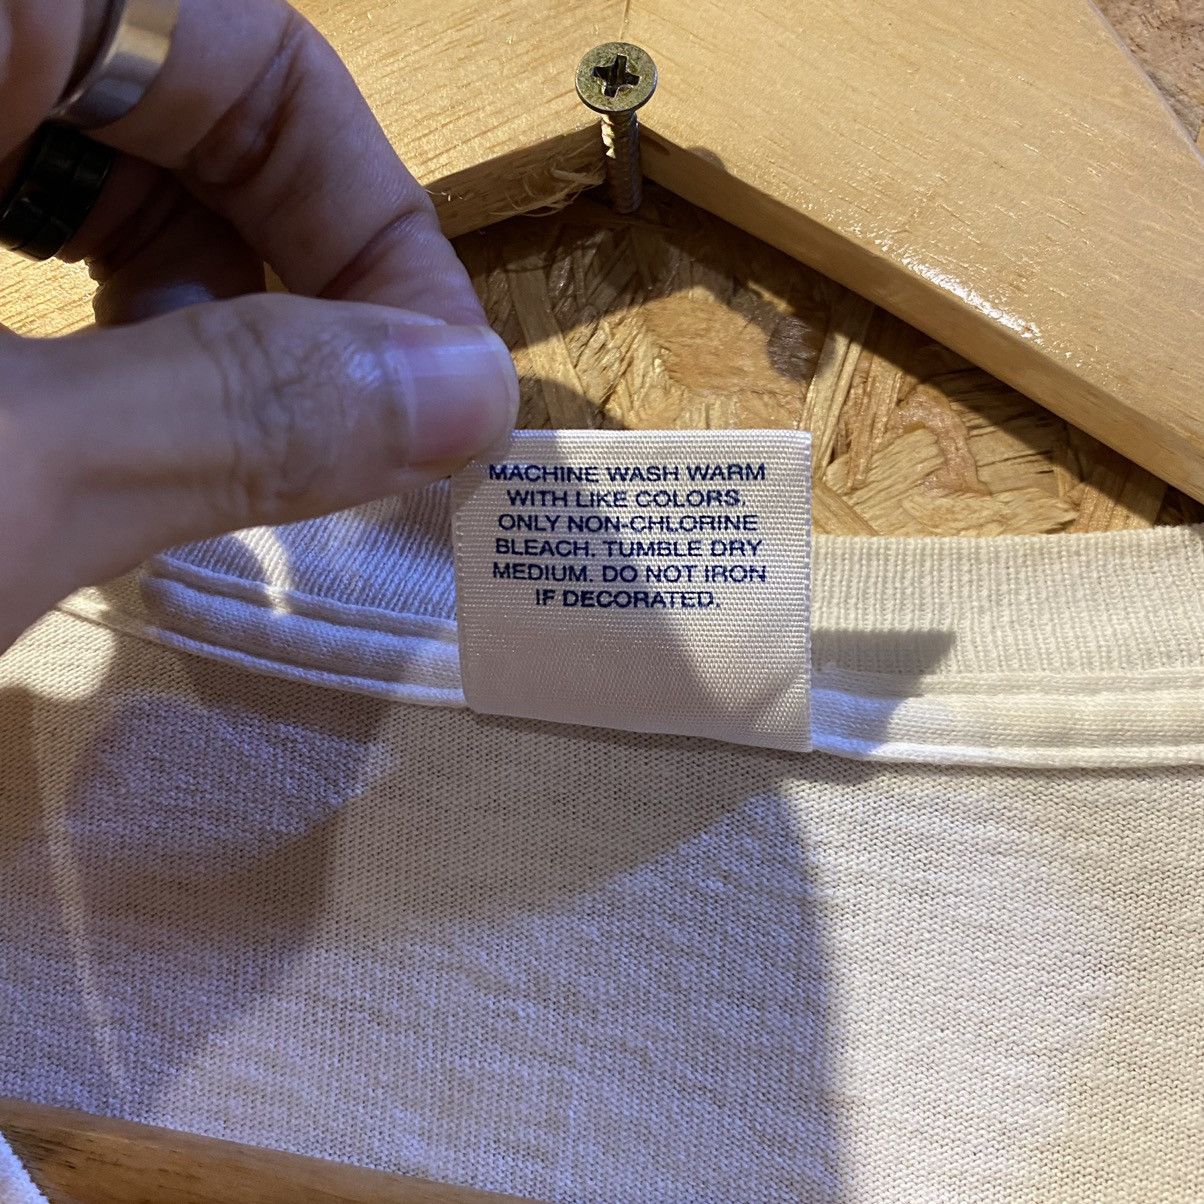 MACHINE WASH WARM
WITH LIKE COLORS.
ONLY NON-CHLORINE
BLEACH. TUMBLE DRY
MEDIUM. DO NOT IRON
IF DECORATED.